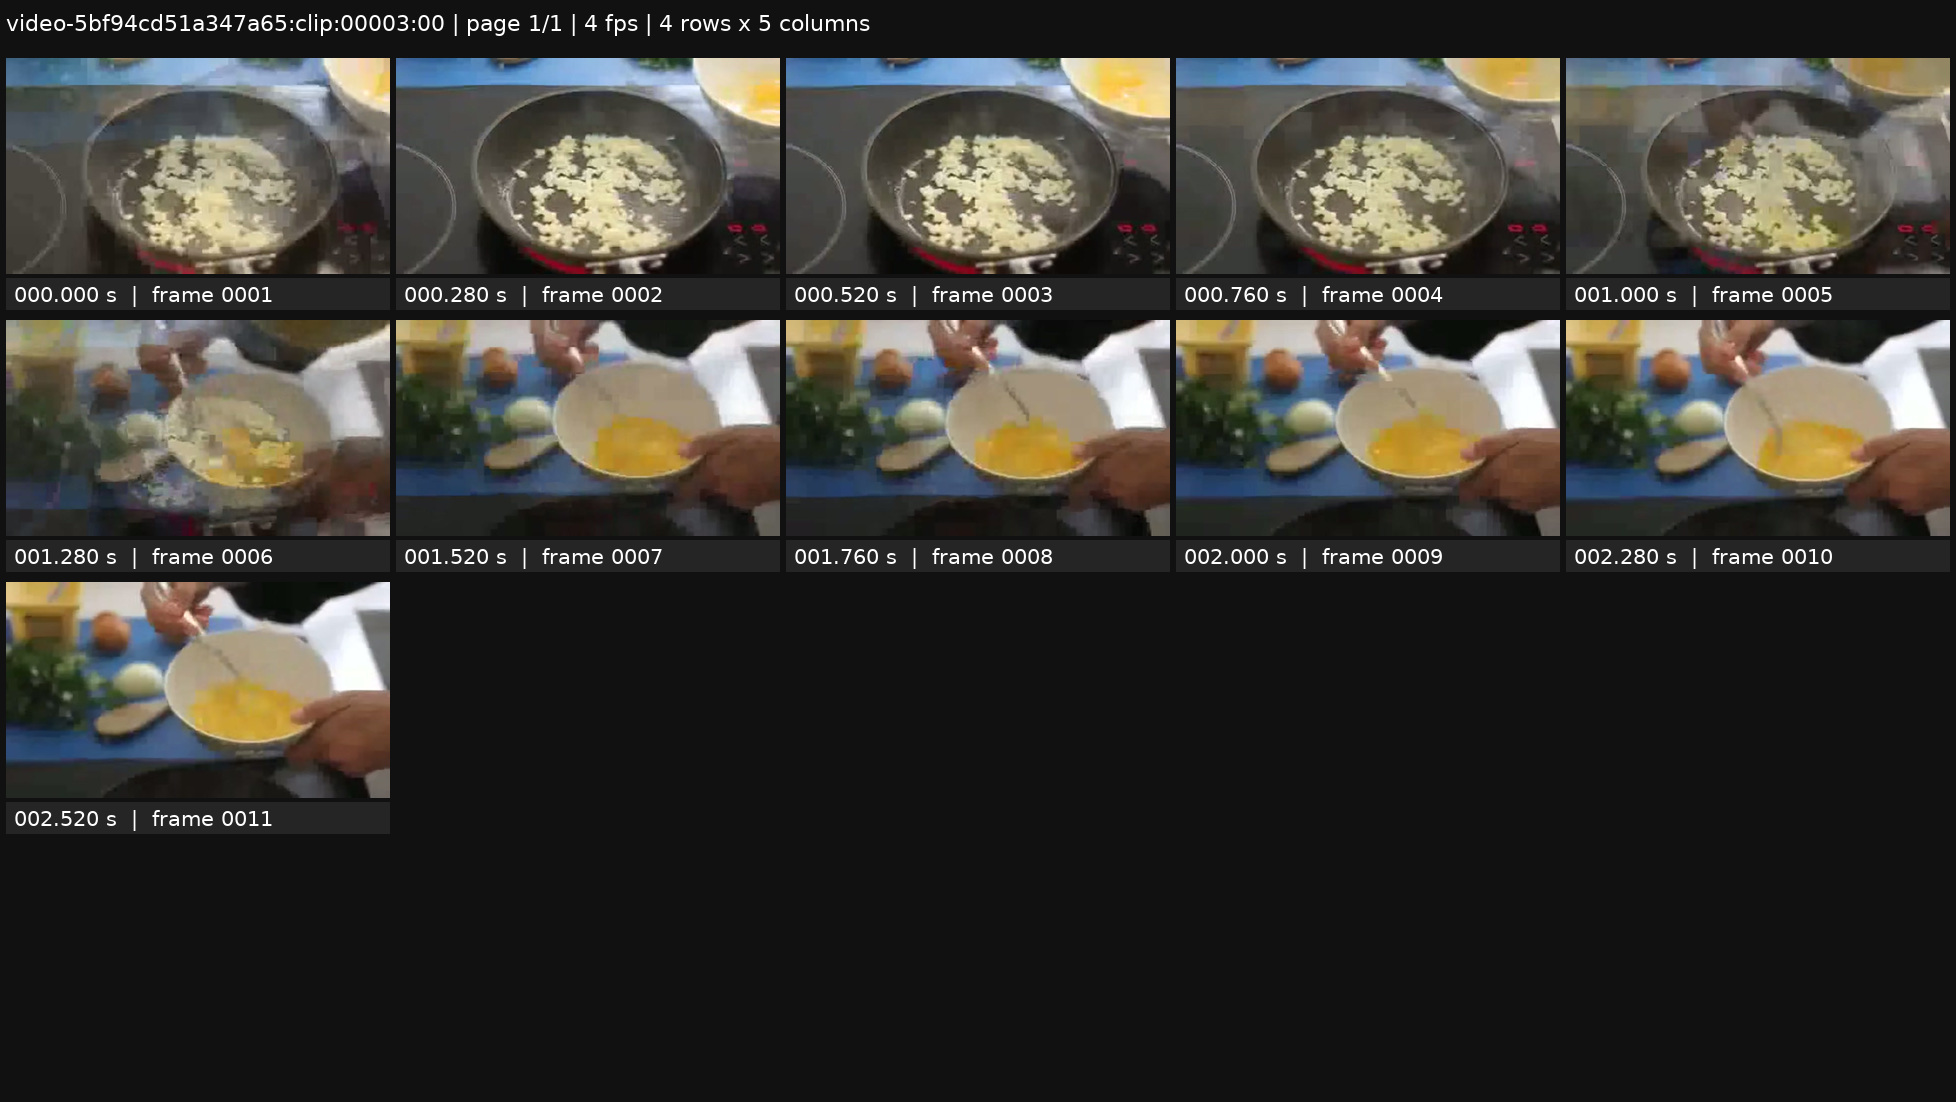 video-5bf94cd51a347a65:clip:00003:00 | page 1/1 | 4 fps | 4 rows x 5 columns
000.000 s | frame 0001
000.280 s | frame 0002
000.520 s | frame 0003
000.760 s | frame 0004
001.000 s | frame 0005
001.280 s | frame 0006
001.520 s | frame 0007
001.760 s | frame 0008
002.000 s | frame 0009
002.280 s | frame 0010
002.520 s | frame 0011